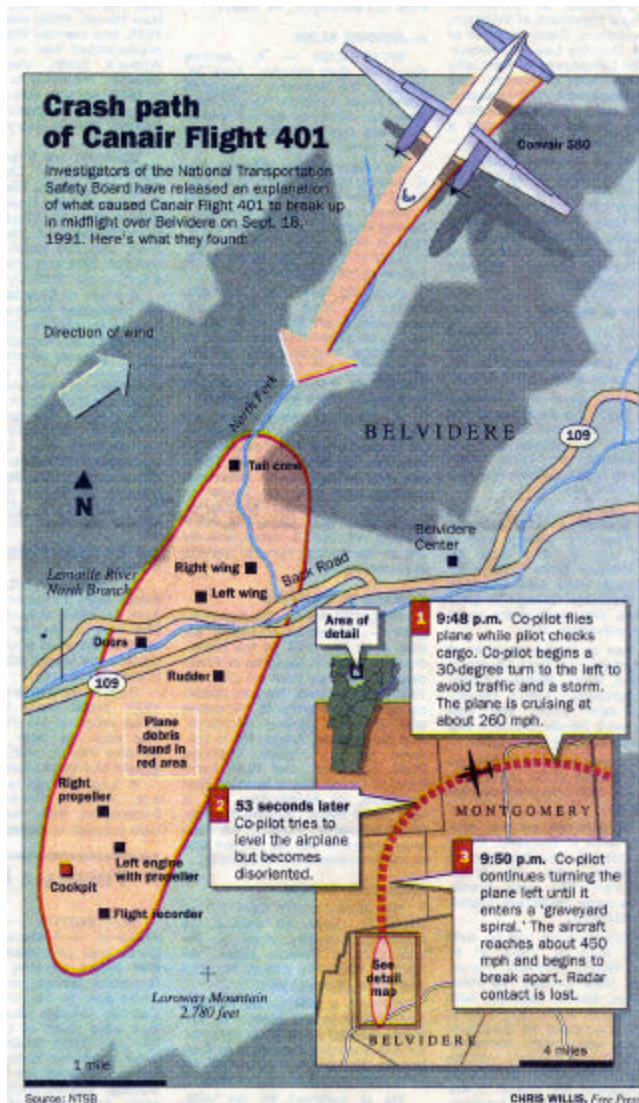 Crash path
of Canair Flight 401
Investigators of the National Transportation
Safety Board have released an explanation
of what caused Canair Flight 401 to break up
in midflight over Belvidere on Sept. 18,
1991. Here's what they found:
Convair 580
Direction of wind
North Fork
BELVIDERE
109
Tail cone
N
Belvidere
Center
Right wing
Back Road
Lamoille River
North Branch
Left wing
Area of
detail
Doors
Rudder
109
Plane
debris
found in
red area
1 9:48 p.m. Co-pilot flies
plane while pilot checks
cargo. Co-pilot begins a
30-degree turn to the left to
avoid traffic and a storm.
The plane is cruising at
about 260 mph.
Right
propeller
2 53 seconds later
Co-pilot tries to
level the airplane
but becomes
disoriented.
MONTGOMERY
Left engine
with propeller
Cockpit
Flight recorder
3 9:50 p.m. Co-pilot
continues turning the
plane left until it
enters a 'graveyard
spiral.' The aircraft
reaches about 450
mph and begins to
break apart. Radar
contact is lost.
See
detail
map
Laraway Mountain
2,780 feet
BELVIDERE
1 mile
4 miles
Source: NTSB
CHRIS WILLIS, Free Press